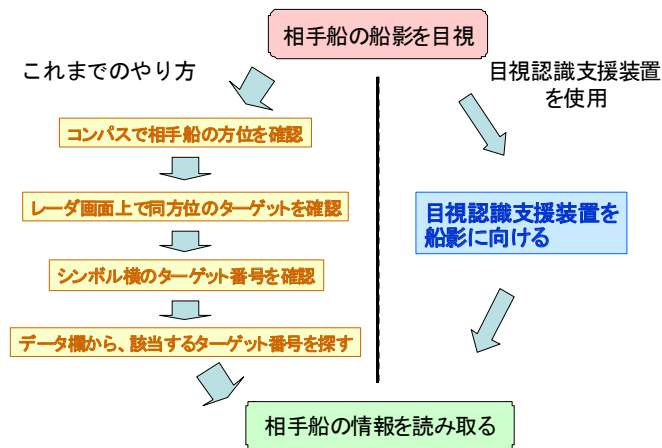 相手船の船影を目視
これまでのやり方
目視認識支援装置
を使用
コンパスで相手船の方位を確認
レーダ画面上で同方位のターゲットを確認
目視認識支援装置を
船影に向ける
シンボル横のターゲット番号を確認
データ欄から、該当するターゲット番号を探す
相手船の情報を読み取る